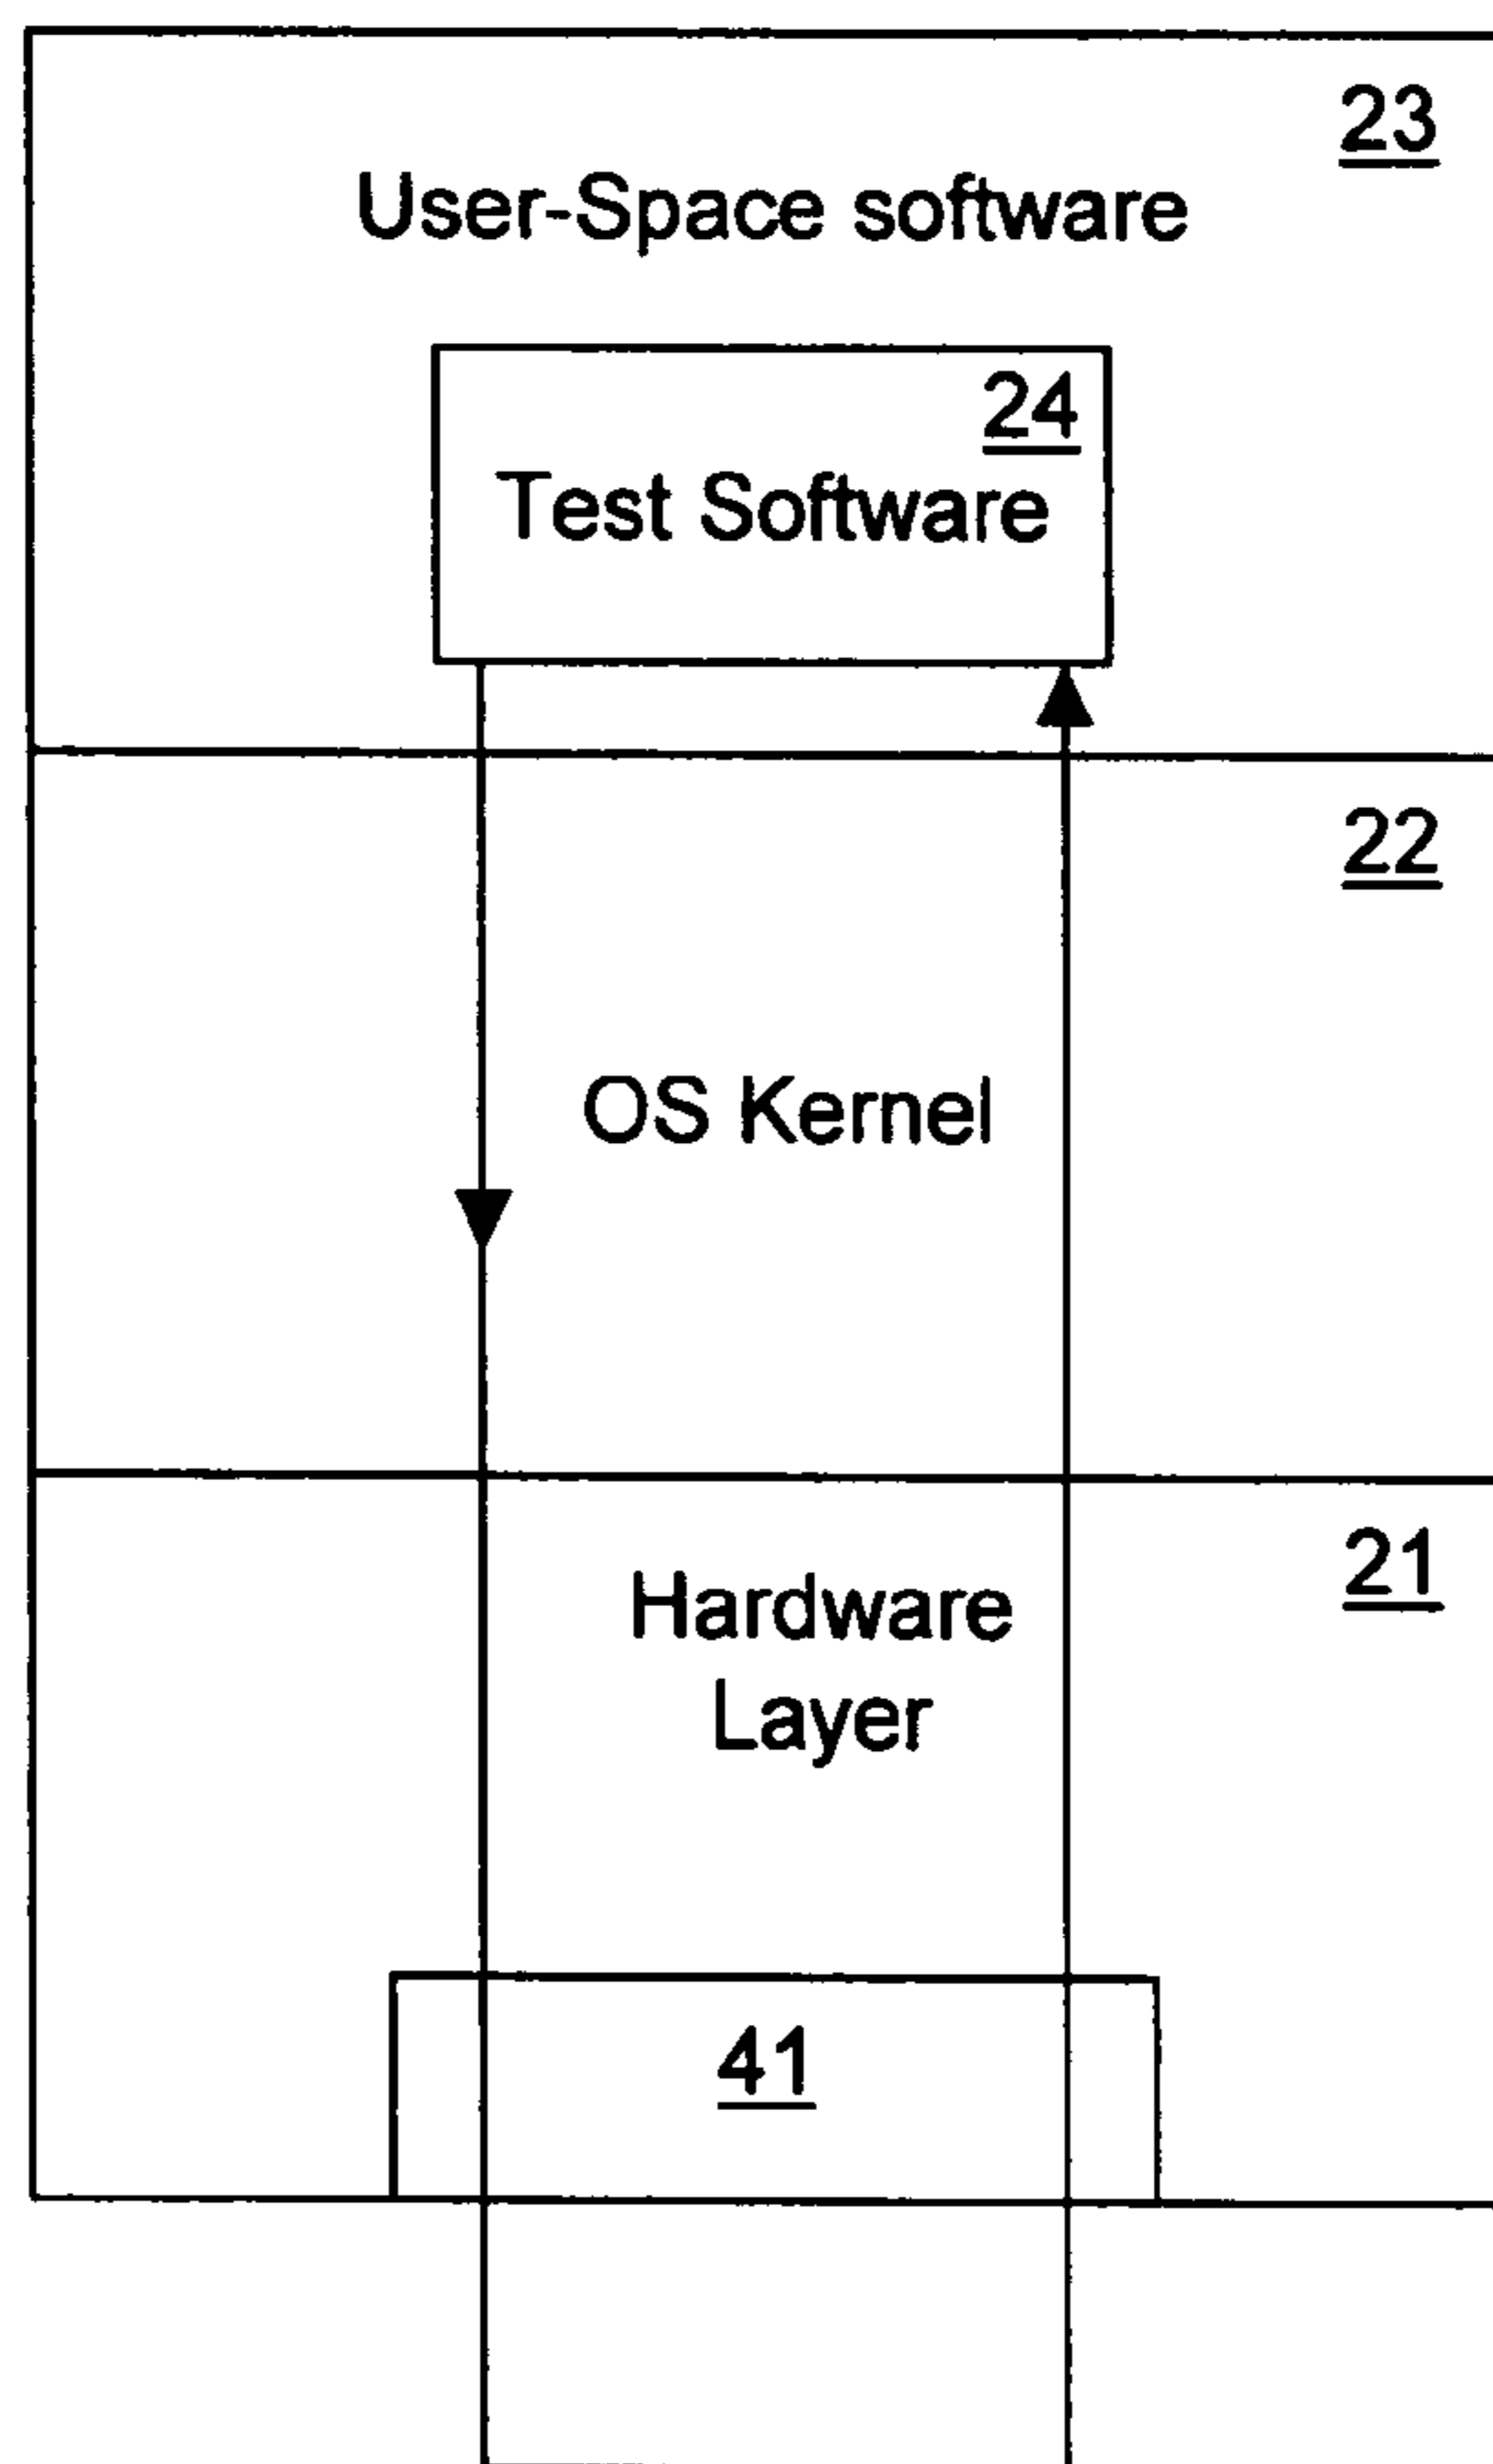 23
User-Space software
24
Test Software
22
OS Kernel
21
Hardware
Layer
41